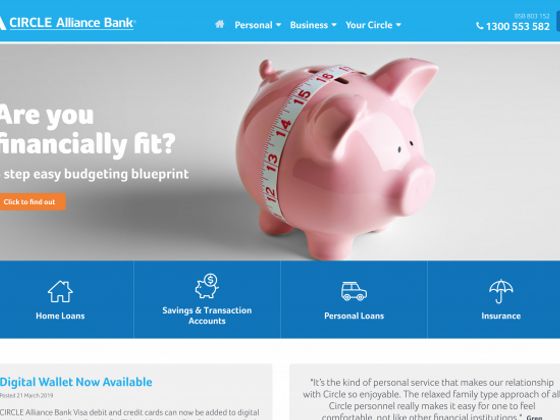 CIRCLE Alliance Bank
Personal
Business
Your Circle
BSB 803 152
1300 553 582
Are you
financially fit?
step easy budgeting blueprint
Click to find out
Home Loans
Savings & Transaction
Accounts
Personal Loans
Insurance
Digital Wallet Now Available
Posted 21 March 2019
CIRCLE Alliance Bank Visa debit and credit cards can now be added to digital
"It's the kind of personal service that makes our relationship
with Circle so enjoyable. The relaxed family type approach of all
Circle personnel really makes it easy for one to feel
comfortable, not like other financial institutions." Greg
12
13
14
15
16